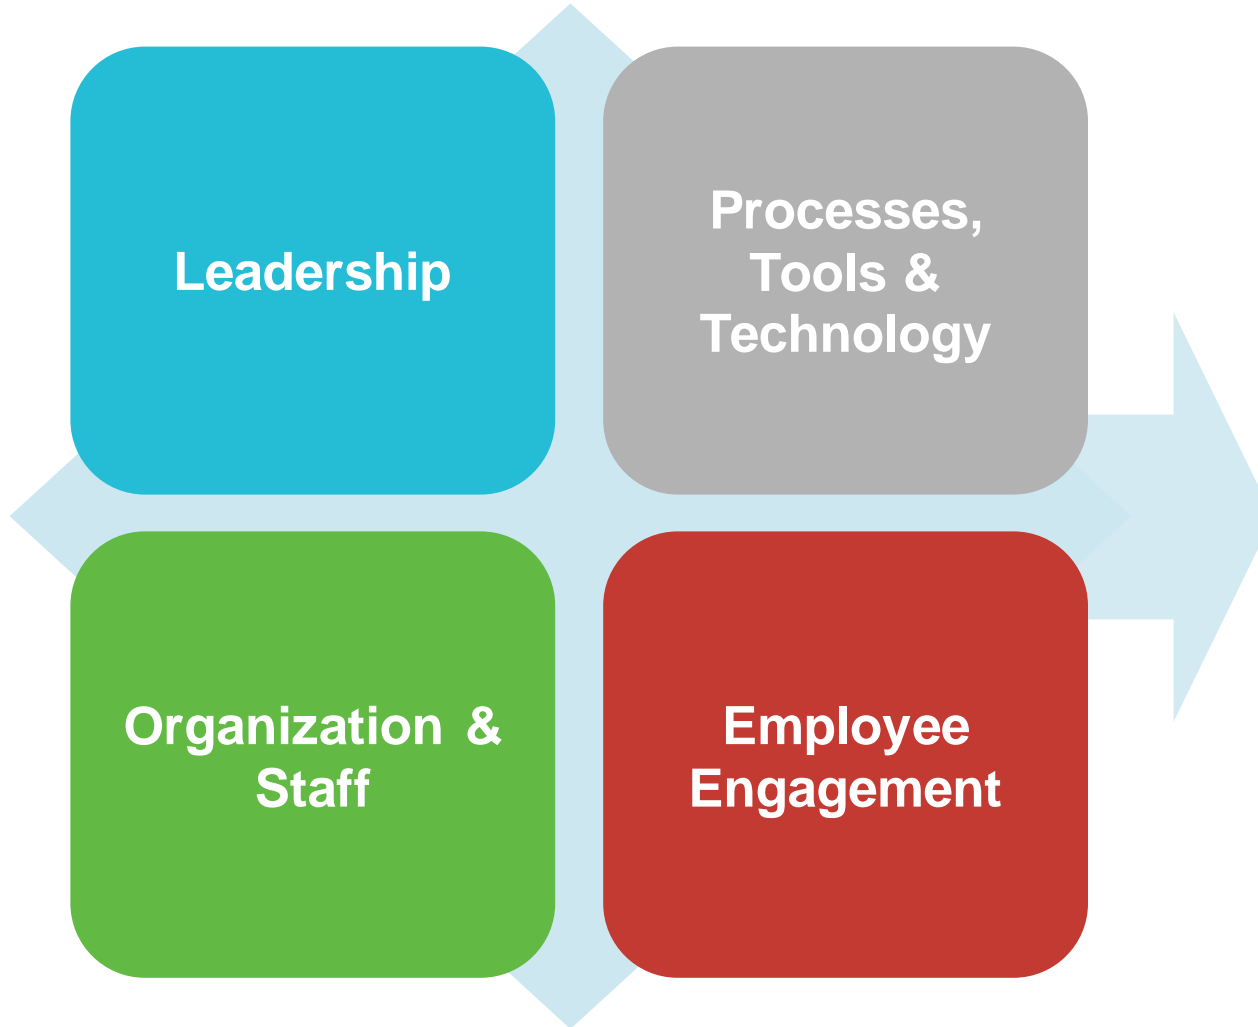 Leadership
Processes,
Tools &
Technology
Organization &
Staff
Employee
Engagement